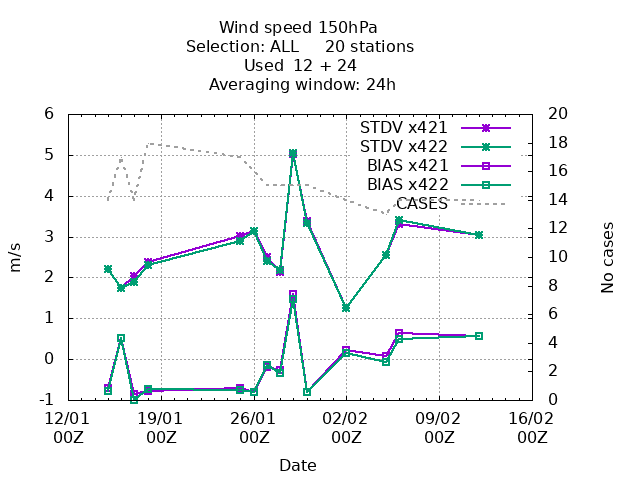 Wind speed 150hPa
Selection: ALL 20 stations
Used 12 + 24
Averaging window: 24h
6
5
4
3
2
1
0
-1
m/s
20
18
16
14
12
10
8
6
4
2
0
No cases
STDV x421
STDV x422
BIAS x421
BIAS x422
CASES
12/01 19/01 26/01 02/02 09/02 16/02
00Z 00Z 00Z 00Z 00Z 00Z
Date